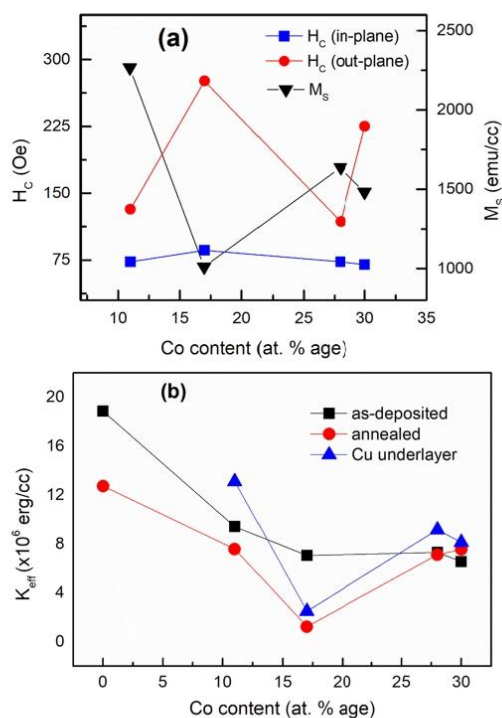 (a)
H_C (in-plane)
H_C (out-plane)
M_S
H_C (Oe)
300
225
150
75
M_S (emu/cc)
2500
2000
1500
1000
10 15 20 25 30 35
Co content (at. % age)
(b)
as-deposited
annealed
Cu underlayer
K_eff (x10^6 erg/cc)
20
16
12
8
4
0
0 5 10 15 20 25 30
Co content (at. % age)